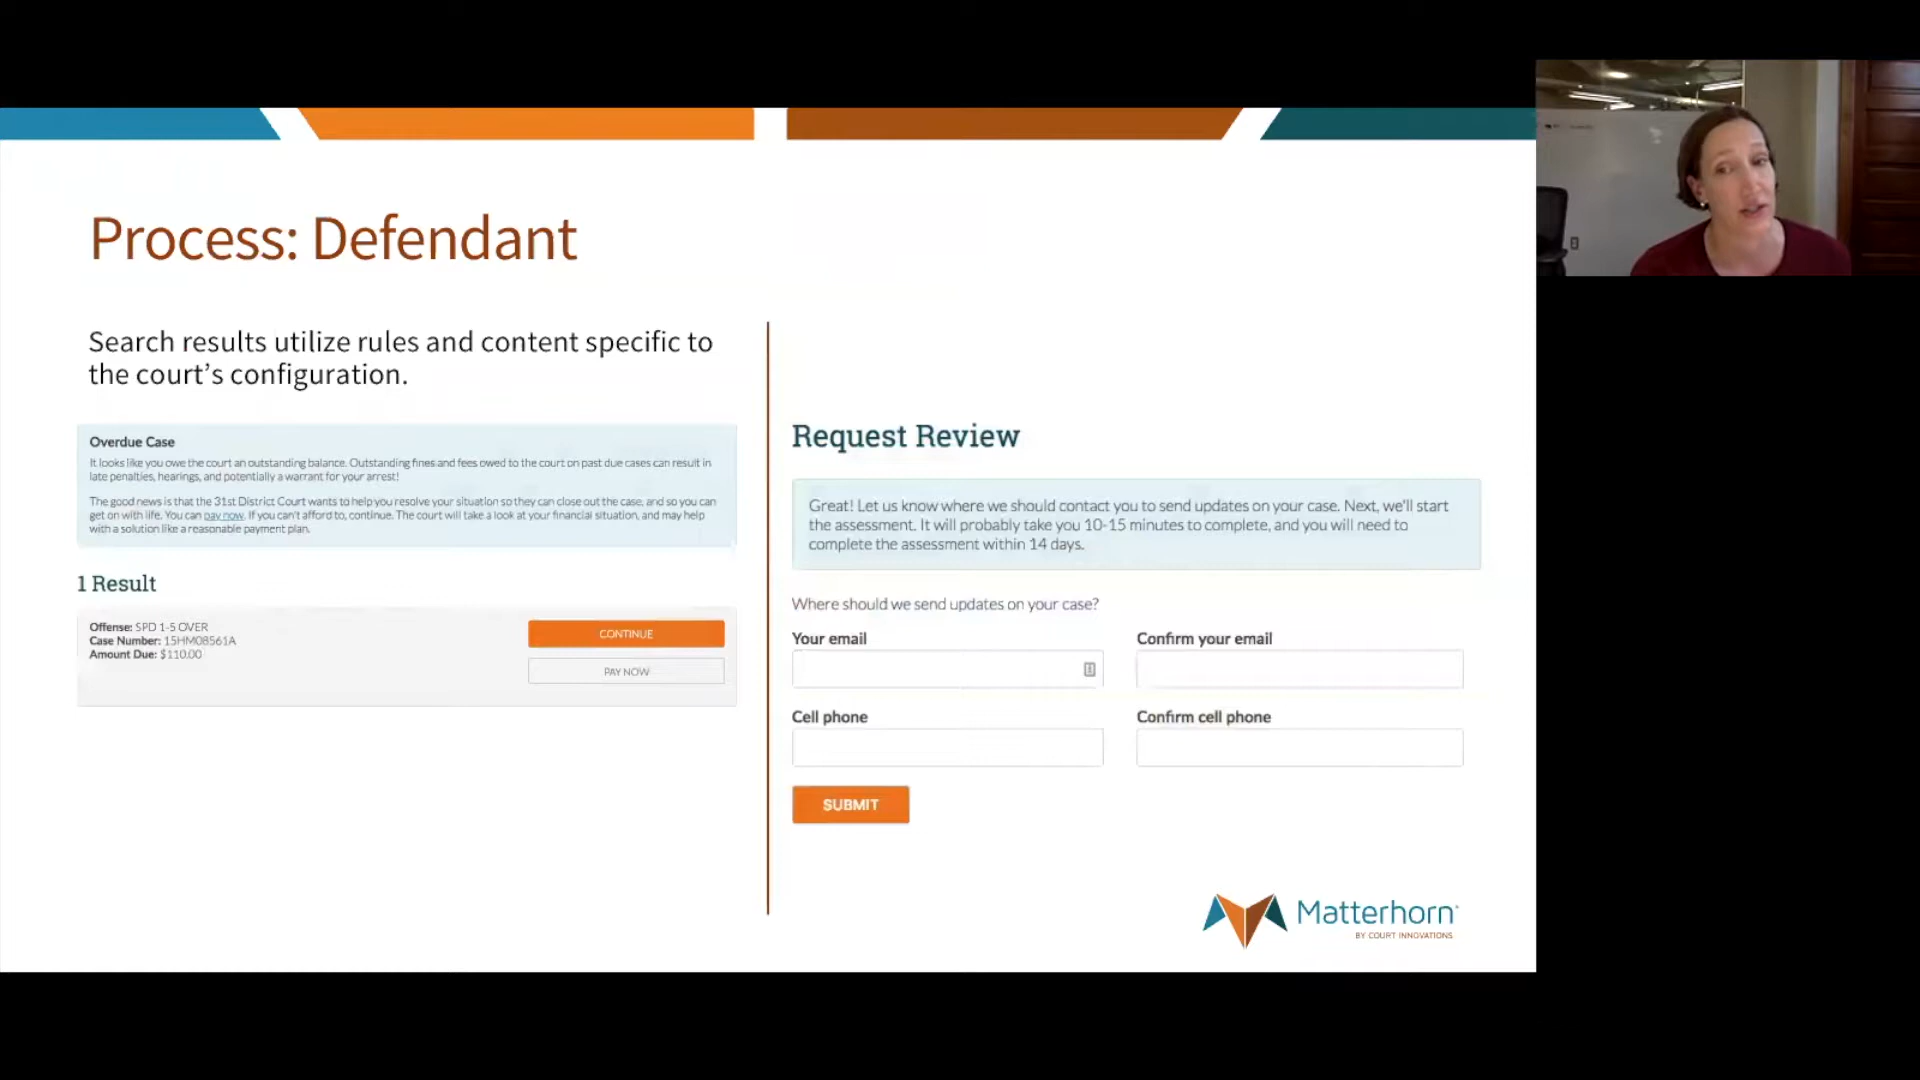 Process: Defendant
Search results utilize rules and content specific to
the court's configuration.
Overdue Case
It looks like you owe the court an outstanding balance. Outstanding fines and fees owed to the court on past due cases can result in
late penalties, hearings, and potentially a warrant for your arrest!
The good news is that the 31st District Court wants to help you resolve your situation so they can close out the case, and so you can
get on with life. You can pay now. If you can't afford to, continue. The court will take a look at your financial situation, and may help
with a solution like a reasonable payment plan.
1 Result
Offense: SPD 1-5 OVER
Case Number: 15HM08561A
Amount Due: $110.00
CONTINUE
PAY NOW
Request Review
Great! Let us know where we should contact you to send updates on your case. Next, we'll start
the assessment. It will probably take you 10-15 minutes to complete, and you will need to
complete the assessment within 14 days.
Where should we send updates on your case?
Your email
Confirm your email
Cell phone
Confirm cell phone
SUBMIT
Matterhorn
BY COURT INNOVATIONS